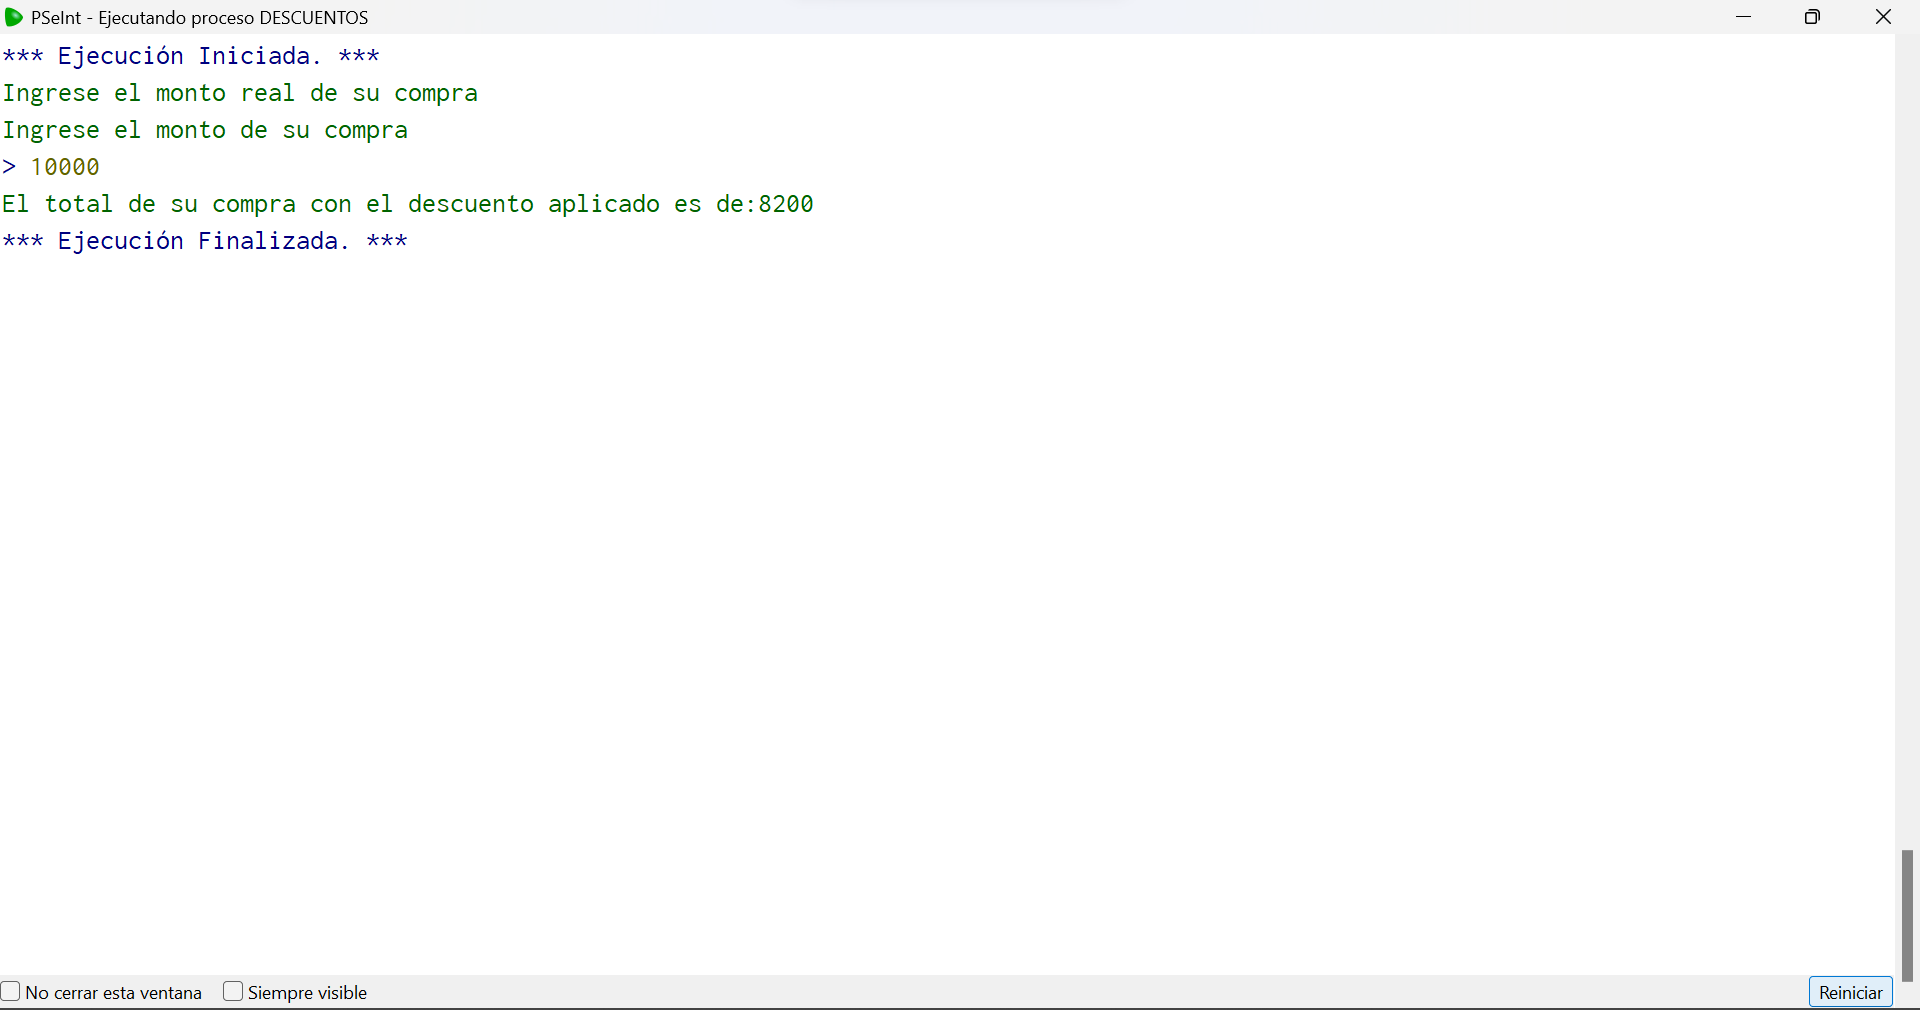 PSeInt - Ejecutando proceso DESCUENTOS
*** Ejecución Iniciada. ***
Ingrese el monto real de su compra
Ingrese el monto de su compra
> 10000
El total de su compra con el descuento aplicado es de:8200
*** Ejecución Finalizada. ***
No cerrar esta ventana Siempre visible Reiniciar